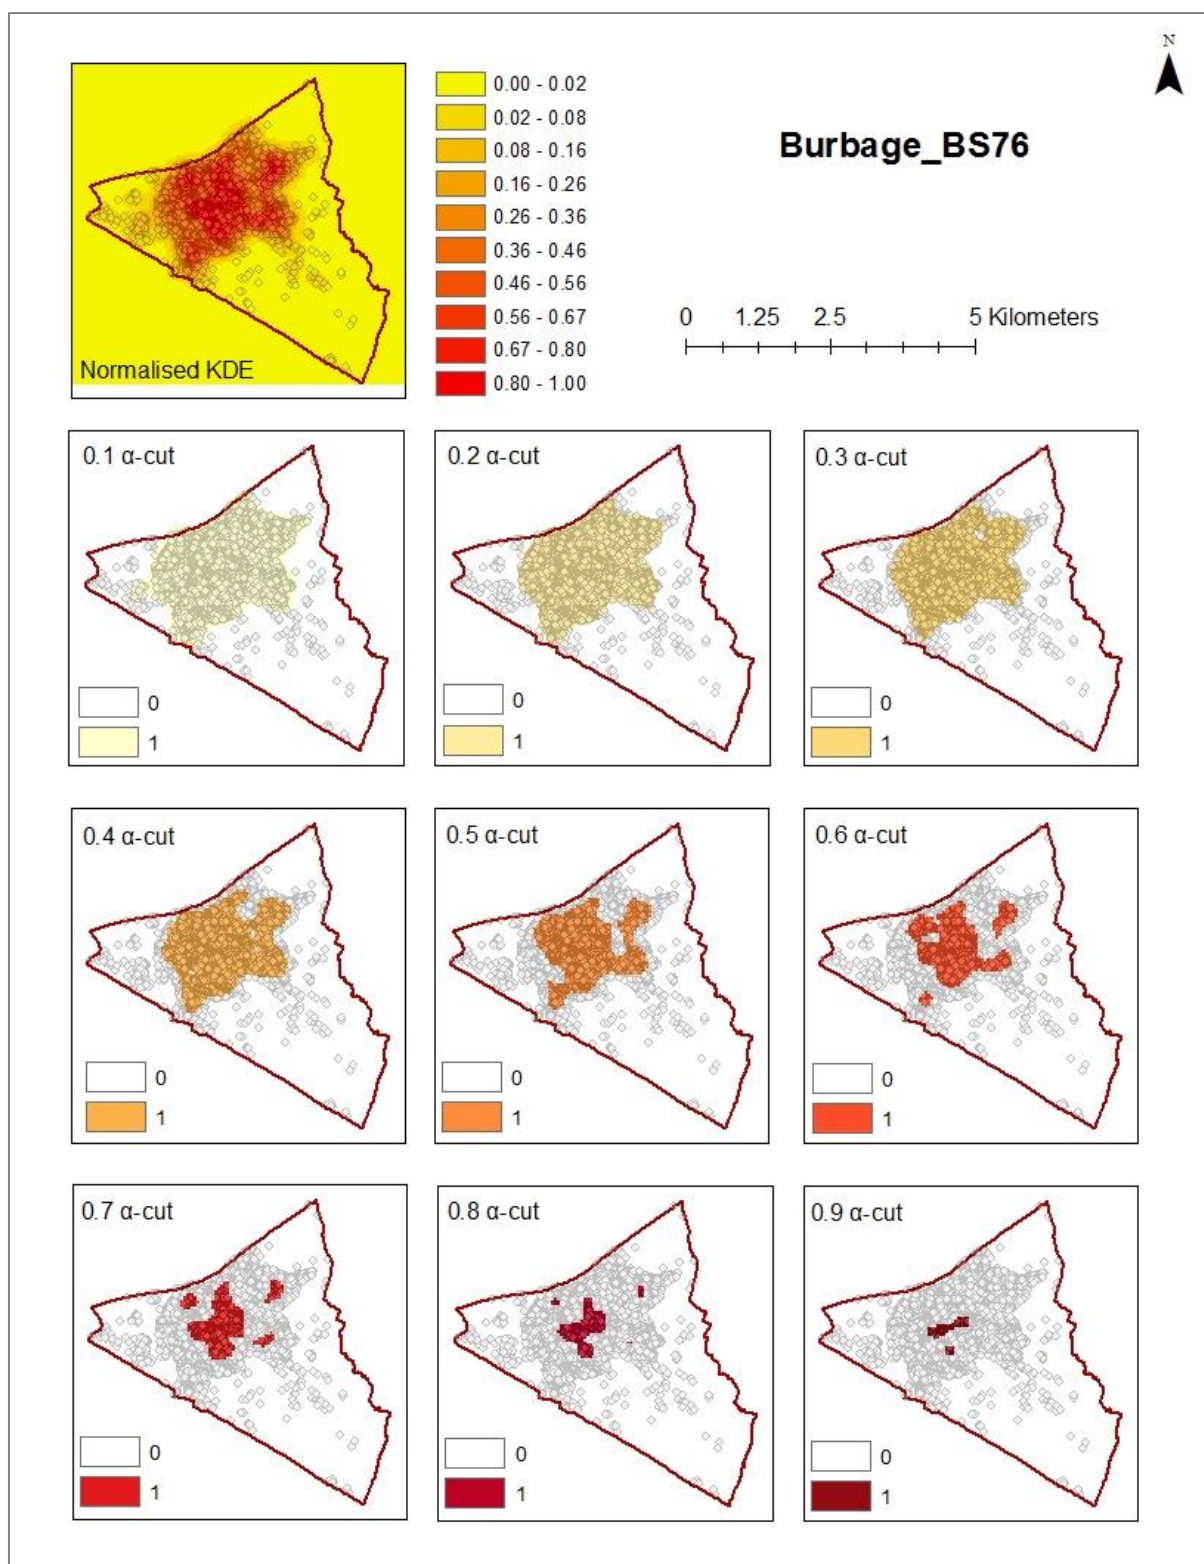 N
Burbage_BS76
0.00 - 0.02
0.02 - 0.08
0.08 - 0.16
0.16 - 0.26
0.26 - 0.36
0.36 - 0.46
0.46 - 0.56
0.56 - 0.67
0.67 - 0.80
0.80 - 1.00
Normalised KDE
0 1.25 2.5 5 Kilometers
0.1 α-cut
0
1
0.2 α-cut
0
1
0.3 α-cut
0
1
0.4 α-cut
0
1
0.5 α-cut
0
1
0.6 α-cut
0
1
0.7 α-cut
0
1
0.8 α-cut
0
1
0.9 α-cut
0
1